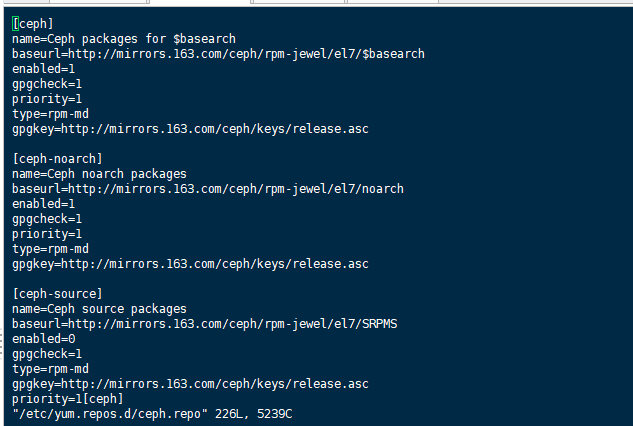 [ceph]
name=Ceph packages for $basearch
baseurl=http://mirrors.163.com/ceph/rpm-jewel/el7/$basearch
enabled=1
gpgcheck=1
priority=1
type=rpm-md
gpgkey=http://mirrors.163.com/ceph/keys/release.asc

[ceph-noarch]
name=Ceph noarch packages
baseurl=http://mirrors.163.com/ceph/rpm-jewel/el7/noarch
enabled=1
gpgcheck=1
priority=1
type=rpm-md
gpgkey=http://mirrors.163.com/ceph/keys/release.asc

[ceph-source]
name=Ceph source packages
baseurl=http://mirrors.163.com/ceph/rpm-jewel/el7/SRPMS
enabled=0
gpgcheck=1
type=rpm-md
gpgkey=http://mirrors.163.com/ceph/keys/release.asc
priority=1[ceph]
"/etc/yum.repos.d/ceph.repo" 226L, 5239C